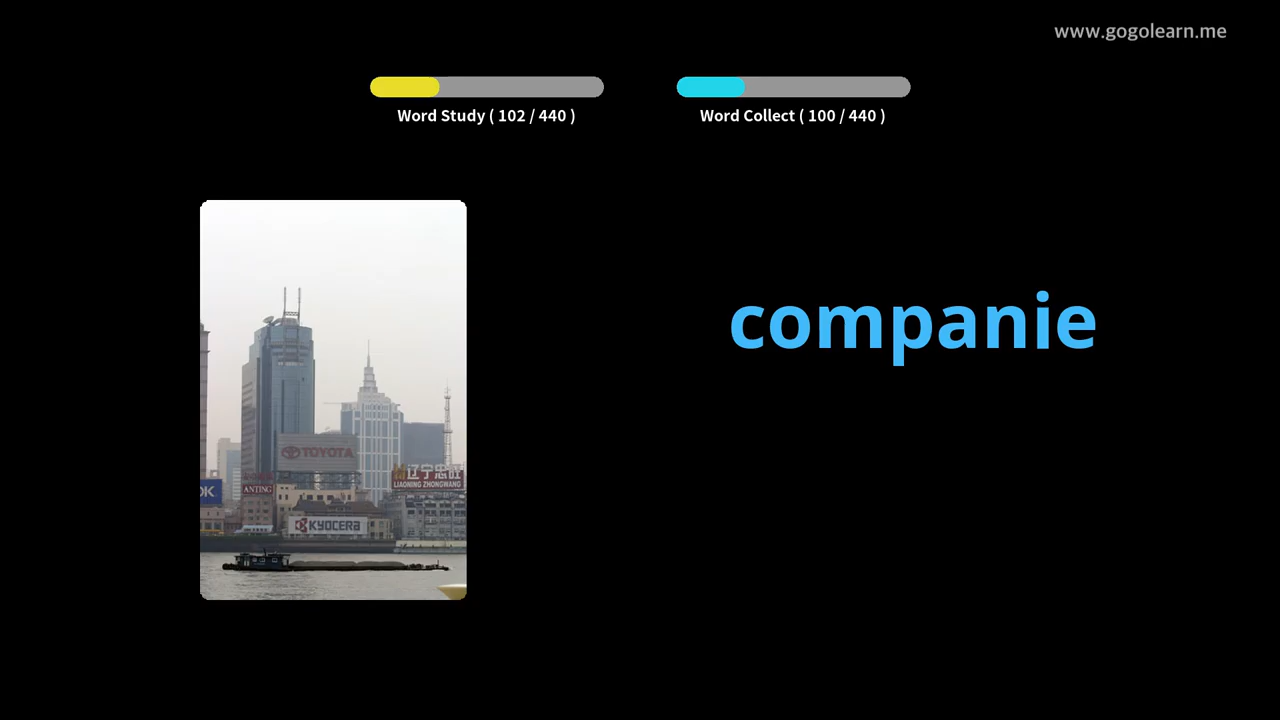 www.gogolearn.me
Word Study ( 102 / 440 )
Word Collect ( 100 / 440 )
companie
TOYOTA
辽宁忠旺
LIAONING ZHONGWANG
ANTING
KYOCERA